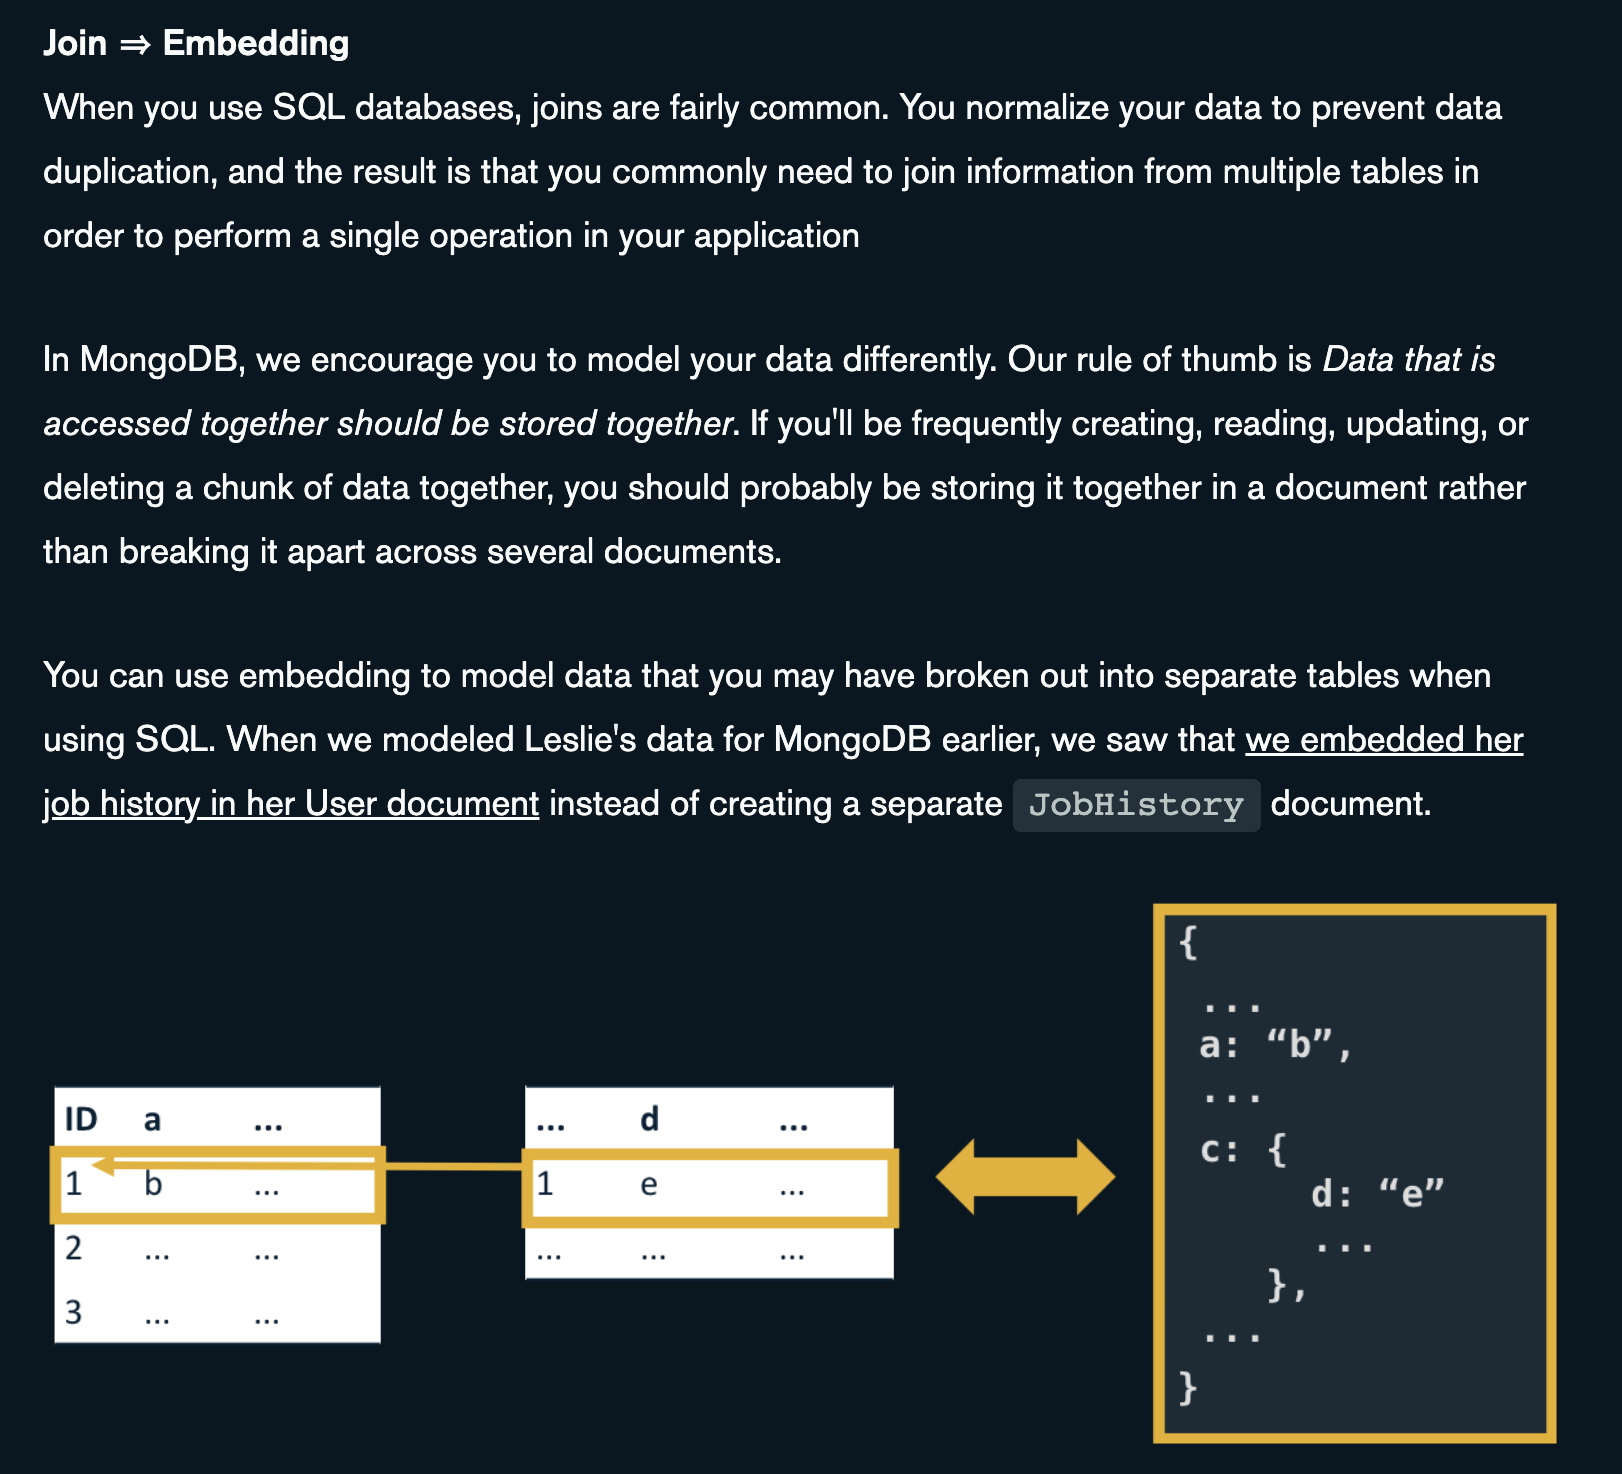 Join ⇒ Embedding
When you use SQL databases, joins are fairly common. You normalize your data to prevent data
duplication, and the result is that you commonly need to join information from multiple tables in
order to perform a single operation in your application
In MongoDB, we encourage you to model your data differently. Our rule of thumb is Data that is
accessed together should be stored together. If you'll be frequently creating, reading, updating, or
deleting a chunk of data together, you should probably be storing it together in a document rather
than breaking it apart across several documents.
You can use embedding to model data that you may have broken out into separate tables when
using SQL. When we modeled Leslie's data for MongoDB earlier, we saw that we embedded her
job history in her User document instead of creating a separate JobHistory document.
ID a ...
1 b ...
2 ... ...
3 ... ...
... d ...
1 e ...
... ... ...
{
...
a: “b”,
...
c: {
d: “e”
...
},
...
}